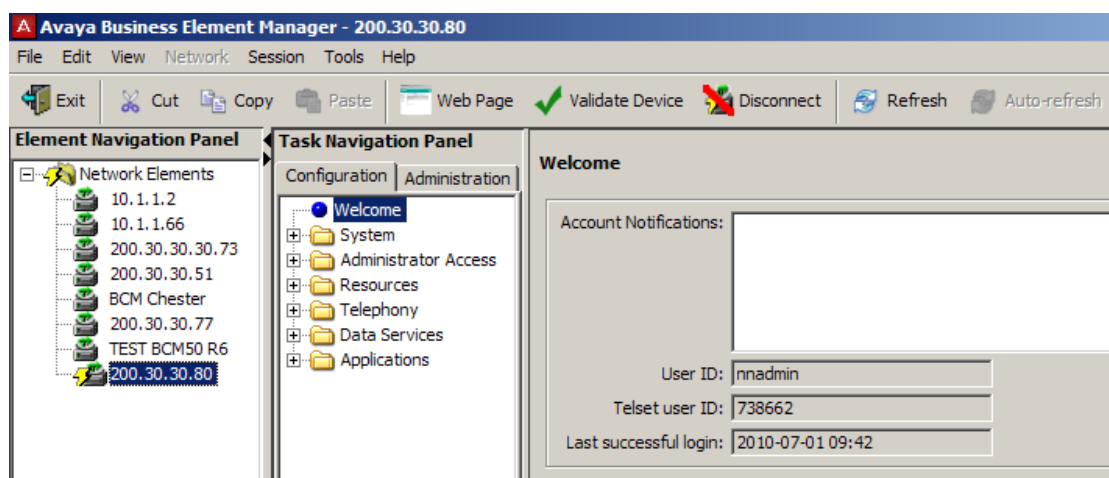 A Avaya Business Element Manager - 200.30.30.80
File Edit View Network Session Tools Help
Exit Cut Copy Paste Web Page Validate Device Disconnect Refresh Auto-refresh
Element Navigation Panel
Network Elements
10.1.1.2
10.1.1.66
200.30.30.30.73
200.30.30.51
BCM Chester
200.30.30.77
TEST BCM50 R6
200.30.30.80
Task Navigation Panel
Configuration Administration
Welcome
System
Administrator Access
Resources
Telephony
Data Services
Applications
Welcome
Account Notifications:
User ID: nnadmin
Telset user ID: 738662
Last successful login: 2010-07-01 09:42